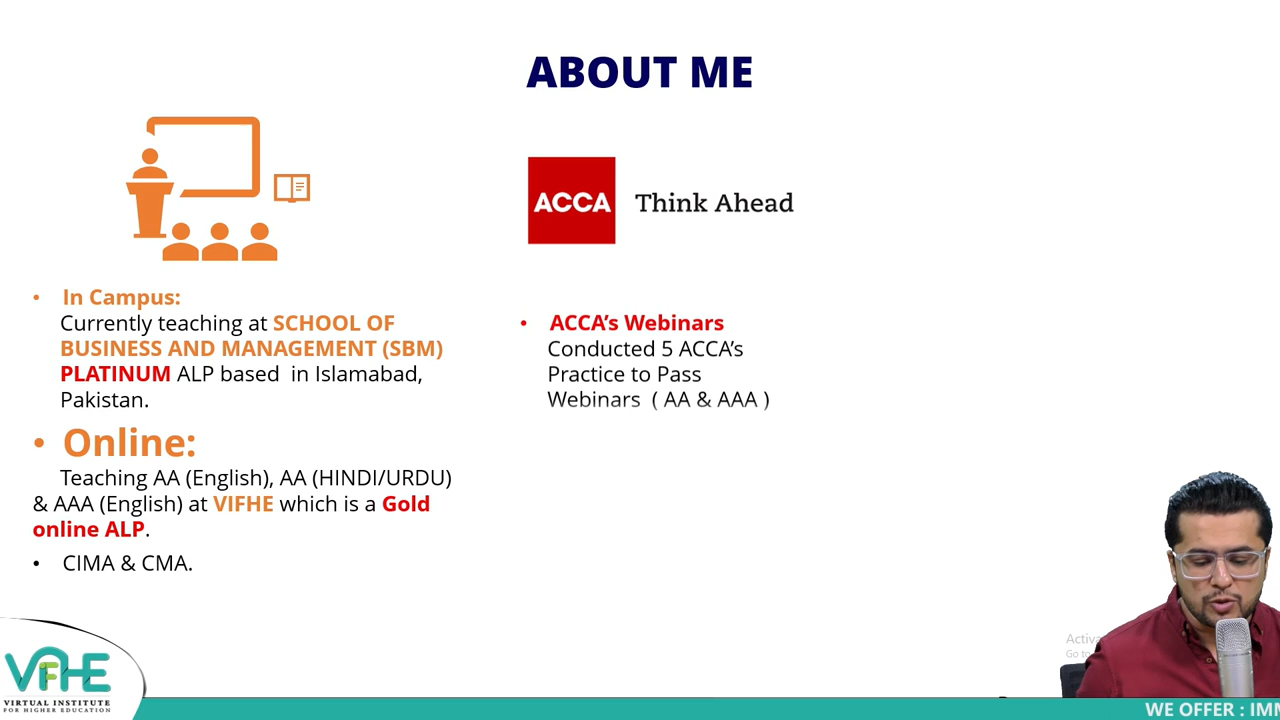 ABOUT ME
ACCA Think Ahead
• In Campus:
Currently teaching at SCHOOL OF
BUSINESS AND MANAGEMENT (SBM)
PLATINUM ALP based in Islamabad,
Pakistan.
• Online:
Teaching AA (English), AA (HINDI/URDU)
& AAA (English) at VIFHE which is a Gold
online ALP.
• CIMA & CMA.
• ACCA’s Webinars
Conducted 5 ACCA’s
Practice to Pass
Webinars ( AA & AAA )
Go to
VIFHE
VIRTUAL INSTITUTE
FOR HIGHER EDUCATION
WE OFFER :